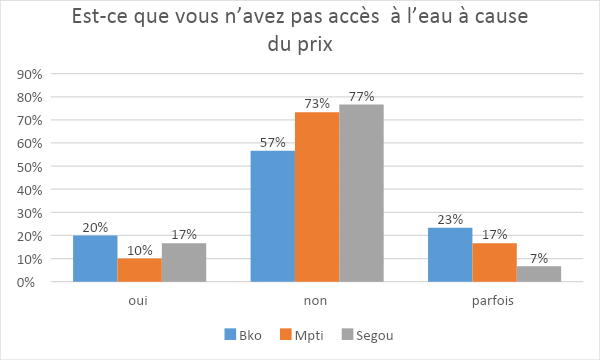 Est-ce que vous n’avez pas accès  à l’eau à cause
du prix
90%
80%
70%
60%
50%
40%
30%
20%
10%
0%
20%
10%
17%
57%
73%
77%
23%
17%
7%
oui
non
parfois
Bko
Mpti
Segou